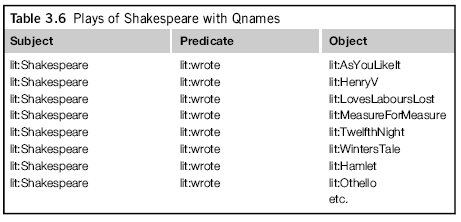 Table 3.6 Plays of Shakespeare with Qnames
Subject Predicate Object
lit:Shakespeare lit:wrote lit:AsYouLikeIt
lit:Shakespeare lit:wrote lit:HenryV
lit:Shakespeare lit:wrote lit:LovesLaboursLost
lit:Shakespeare lit:wrote lit:MeasureForMeasure
lit:Shakespeare lit:wrote lit:TwelfthNight
lit:Shakespeare lit:wrote lit:WintersTale
lit:Shakespeare lit:wrote lit:Hamlet
lit:Shakespeare lit:wrote lit:Othello
etc.